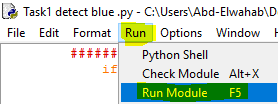 Task1 detect blue .py - C:\Users\Abd-Elwahab\D
File Edit Format Run Options Window He
######
if
Python Shell
Check Module Alt+X
Run Module F5